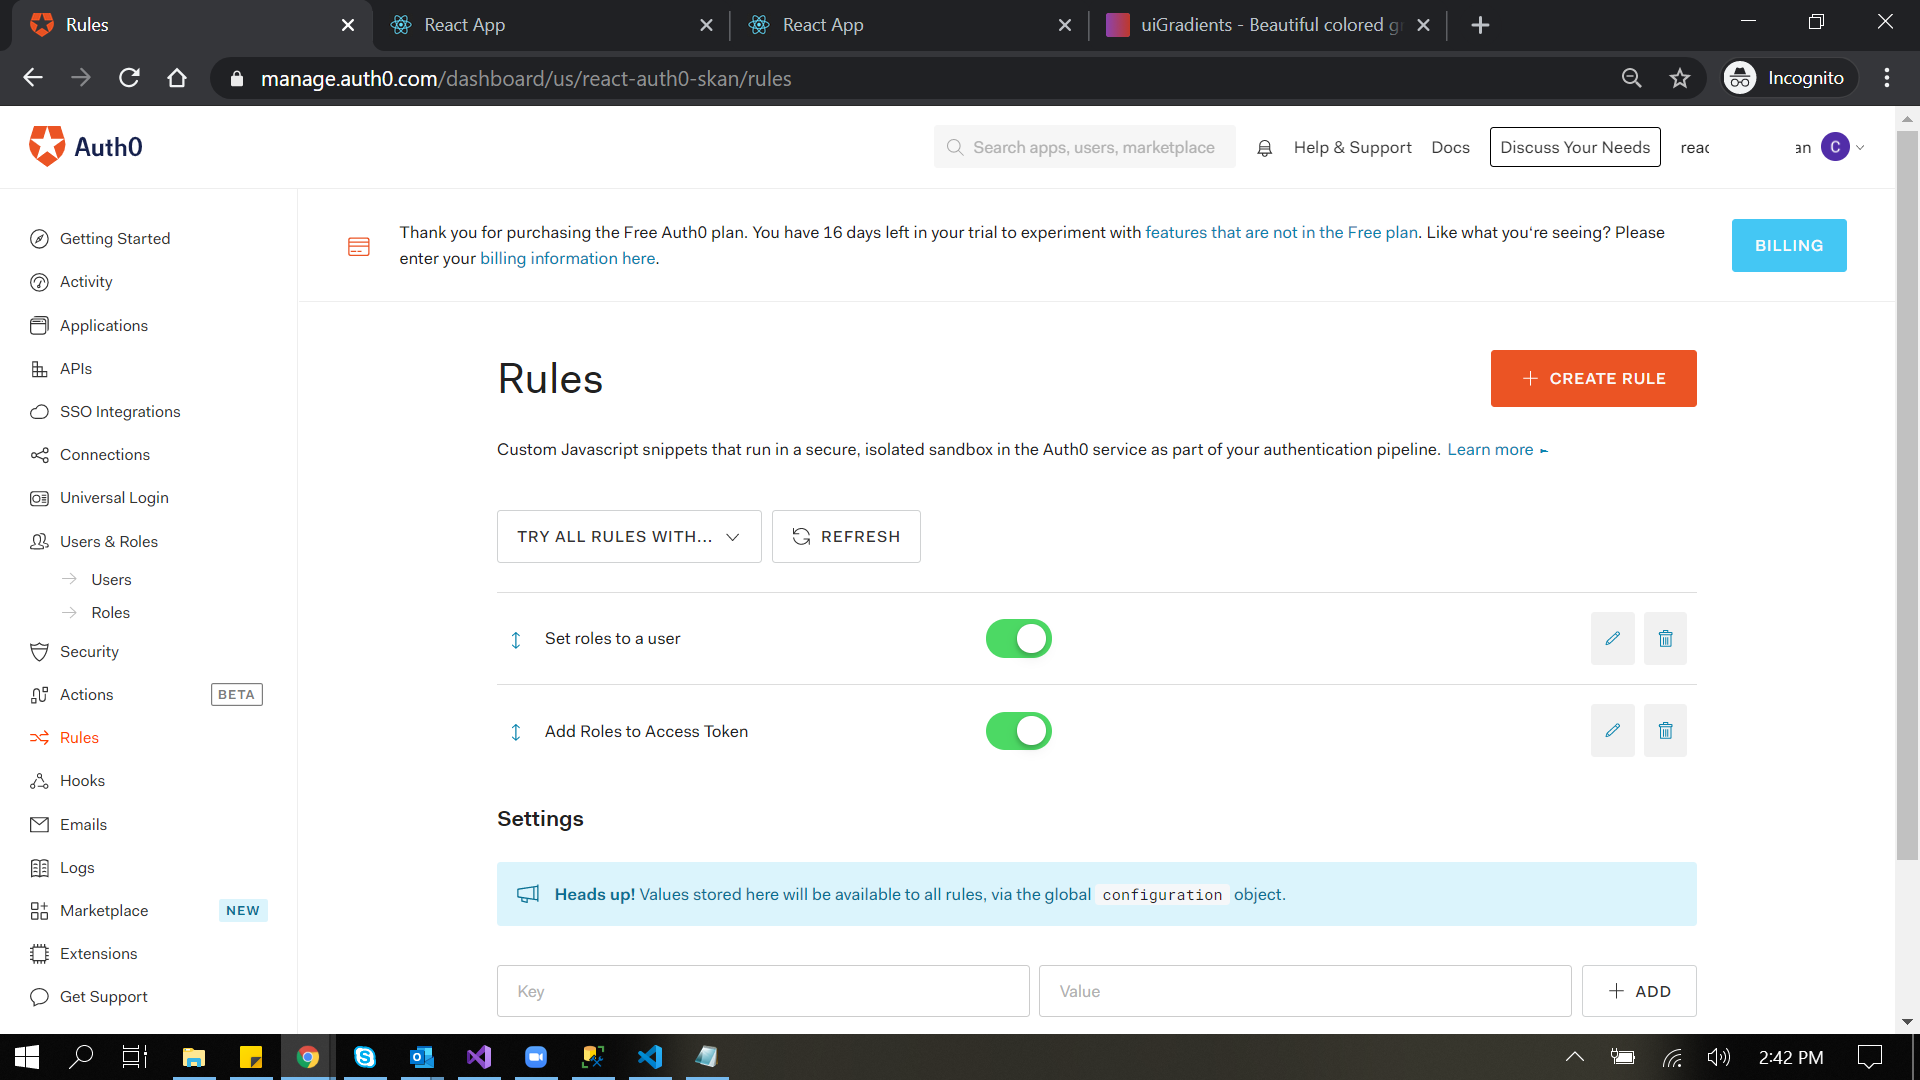 Rules
React App
React App
uiGradients - Beautiful colored g
manage.auth0.com/dashboard/us/react-auth0-skan/rules
Incognito
Auth0
Search apps, users, marketplace
Help & Support
Docs
Discuss Your Needs
reac
an
C
Getting Started
Activity
Applications
APIs
SSO Integrations
Connections
Universal Login
Users & Roles
Users
Roles
Security
Actions
BETA
Rules
Hooks
Emails
Logs
Marketplace
NEW
Extensions
Get Support
Thank you for purchasing the Free Auth0 plan. You have 16 days left in your trial to experiment with features that are not in the Free plan. Like what you're seeing? Please
enter your billing information here.
BILLING
Rules
CREATE RULE
Custom Javascript snippets that run in a secure, isolated sandbox in the Auth0 service as part of your authentication pipeline. Learn more ►
TRY ALL RULES WITH...
REFRESH
Set roles to a user
Add Roles to Access Token
Settings
Heads up! Values stored here will be available to all rules, via the global configuration object.
Key
Value
ADD
2:42 PM